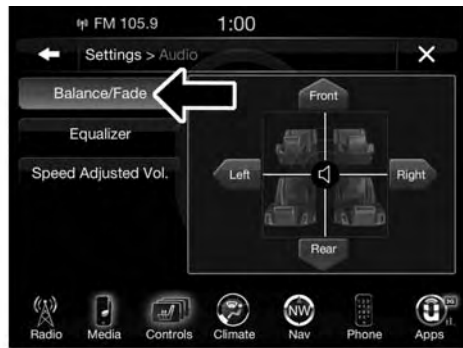 FM 105.9 1:00
Settings > Audio
Balance/Fade
Equalizer
Speed Adjusted Vol.
Front
Left
Right
Rear
NW
3G
Radio Media Controls Climate Nav Phone Apps